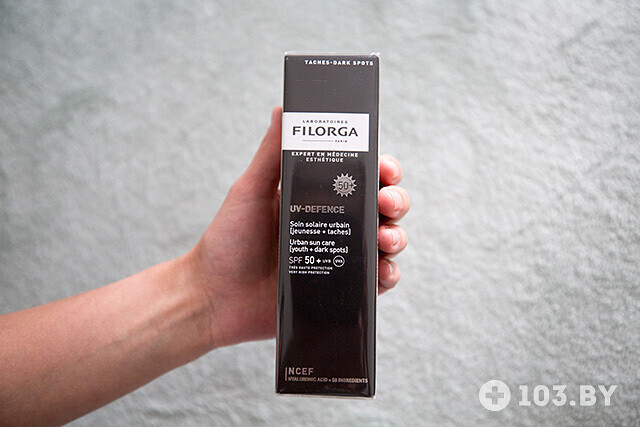 TACHES-DARK SPOTS
LABORATOIRES
FILORGA
PARIS
EXPERT EN MÉDECINE
ESTHÉTIQUE
50+
UV-DEFENCE
Soin solaire urbain
[jeunesse + taches]
Urban sun care
[youth + dark spots]
SPF 50 + UVB UVA
TRÈS HAUTE PROTECTION
VERY HIGH PROTECTION
NCEF
HYALURONIC ACID + 50 INGREDIENTS
103.BY